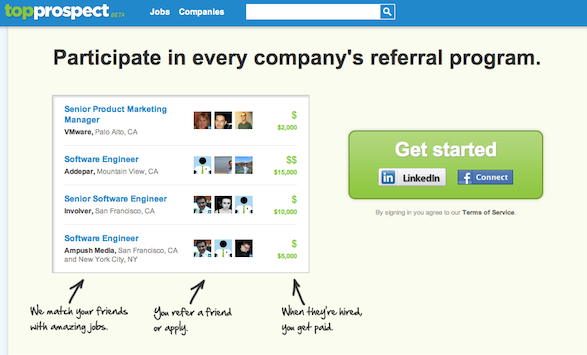 topprospect BETA
Jobs Companies
Participate in every company's referral program.
Senior Product Marketing
Manager
VMware, Palo Alto, CA
$
$2,000
Software Engineer
Addepar, Mountain View, CA
$$
$15,000
Senior Software Engineer
Involver, San Francisco, CA
$
$10,000
Software Engineer
Ampush Media, San Francisco, CA
and New York City, NY
$
$5,000
Get started
in LinkedIn
f Connect
By signing in you agree to our Terms of Service.
We match your friends
with amazing jobs.
You refer a friend
or apply.
When they're hired,
you get paid.